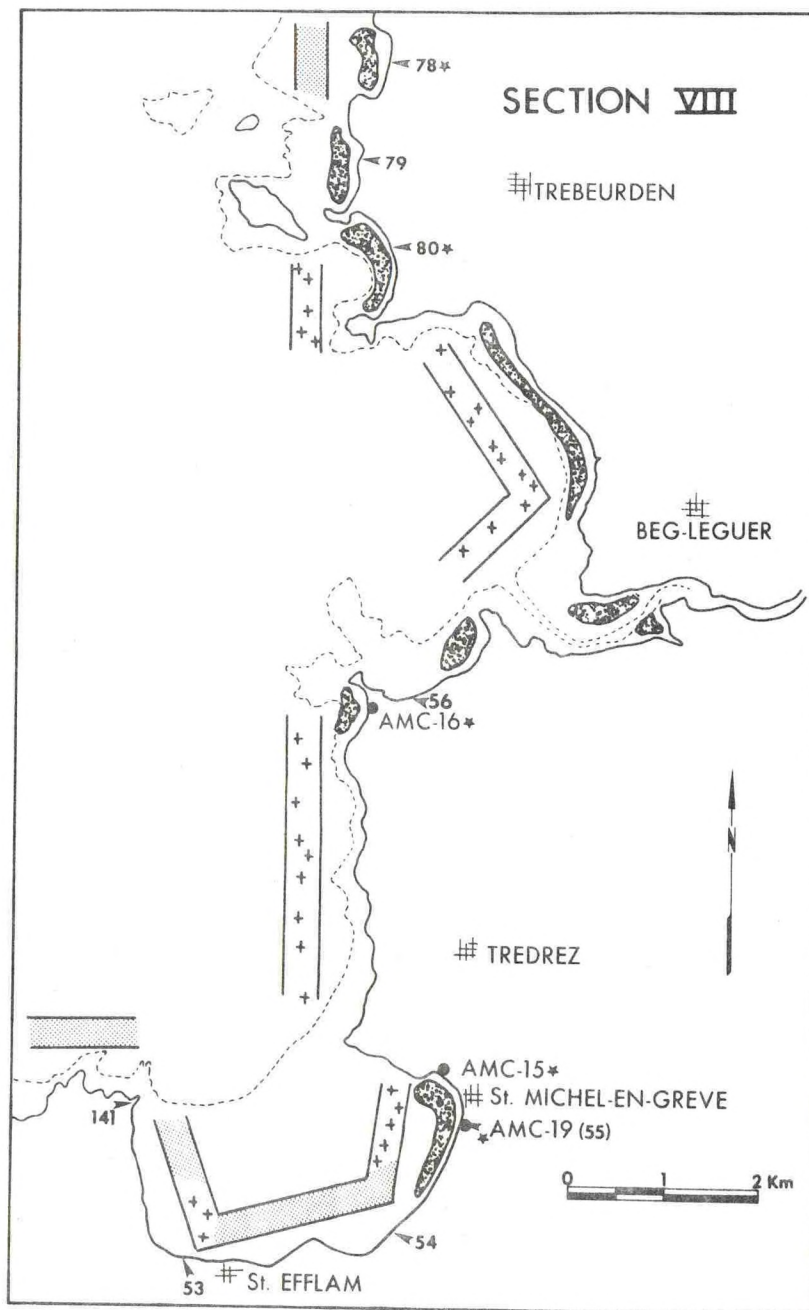 78★
SECTION VIII
79
TREBEURDEN
80★
BEG-LEGUER
56
AMC-16★
N
TREDREZ
AMC-15★
St. MICHEL-EN-GREVE
141
AMC-19 (55)
★
0 1 2 Km
54
53
St. EFFLAM